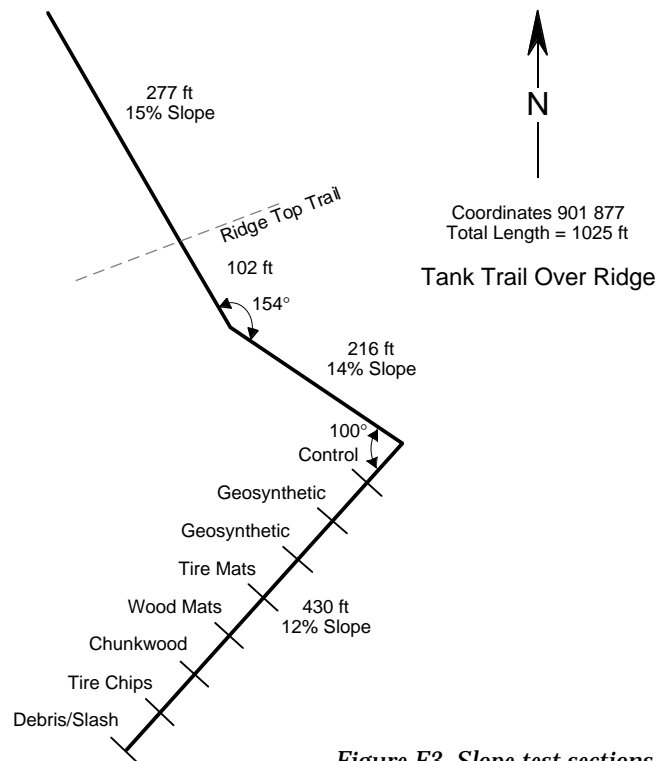 277 ft
15% Slope
N
Ridge Top Trail
Coordinates 901 877
Total Length = 1025 ft
102 ft
Tank Trail Over Ridge
154°
216 ft
14% Slope
100°
Control
Geosynthetic
Geosynthetic
Tire Mats
Wood Mats
430 ft
12% Slope
Chunkwood
Tire Chips
Debris/Slash
Figure E3. Slope test sections